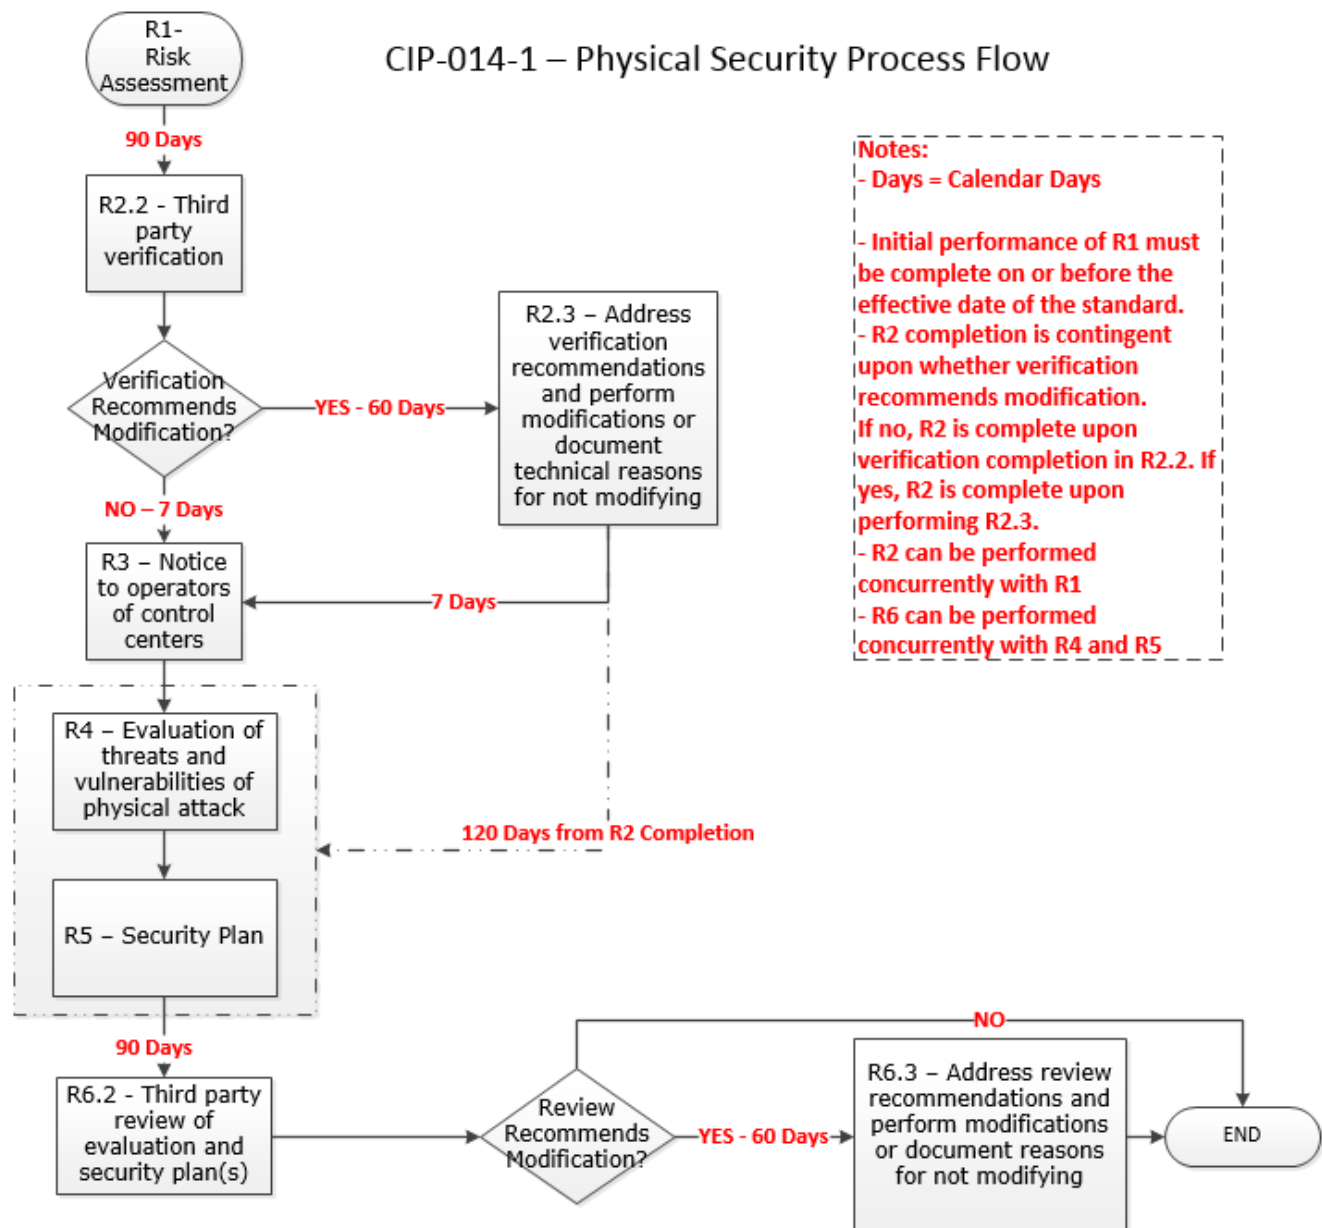 CIP-014-1 – Physical Security Process Flow
R1-
Risk
Assessment
90 Days
R2.2 - Third
party
verification
Verification
Recommends
Modification?
YES - 60 Days
R2.3 – Address
verification
recommendations
and perform
modifications or
document
technical reasons
for not modifying
NO – 7 Days
R3 – Notice
to operators
of control
centers
7 Days
R4 – Evaluation of
threats and
vulnerabilities of
physical attack
120 Days from R2 Completion
R5 – Security Plan
90 Days
R6.2 - Third party
review of
evaluation and
security plan(s)
Review
Recommends
Modification?
NO
YES - 60 Days
R6.3 – Address review
recommendations and
perform modifications
or document reasons
for not modifying
END
Notes:
- Days = Calendar Days
- Initial performance of R1 must
be complete on or before the
effective date of the standard.
- R2 completion is contingent
upon whether verification
recommends modification.
If no, R2 is complete upon
verification completion in R2.2. If
yes, R2 is complete upon
performing R2.3.
- R2 can be performed
concurrently with R1
- R6 can be performed
concurrently with R4 and R5